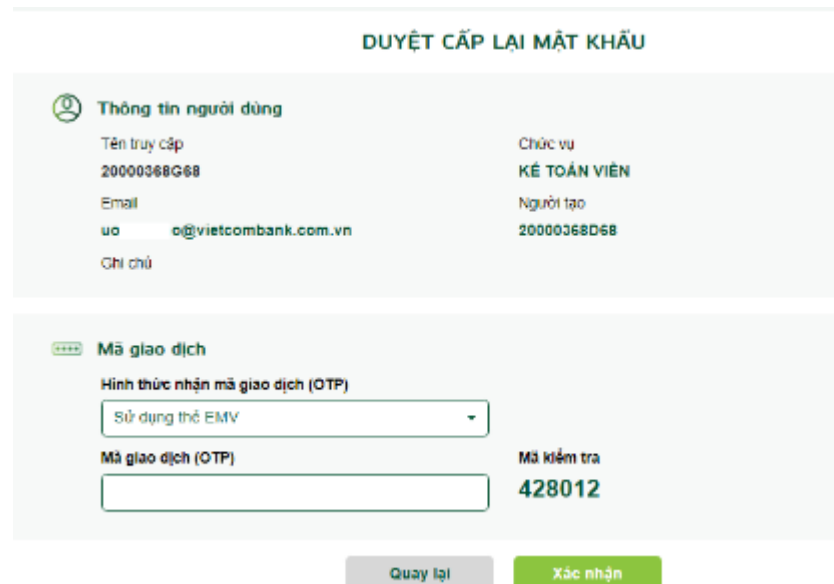 DUYỆT CẤP LẠI MẬT KHẨU
Thông tin người dùng
Tên truy cập
Chức vụ
20000368G68
KẾ TOÁN VIÊN
Email
Người tạo
uo o@vietcombank.com.vn
20000368D68
Ghi chú
Mã giao dịch
Hình thức nhận mã giao dịch (OTP)
Sử dụng thẻ EMV
Mã giao dịch (OTP)
Mã kiểm tra
428012
Quay lại
Xác nhận